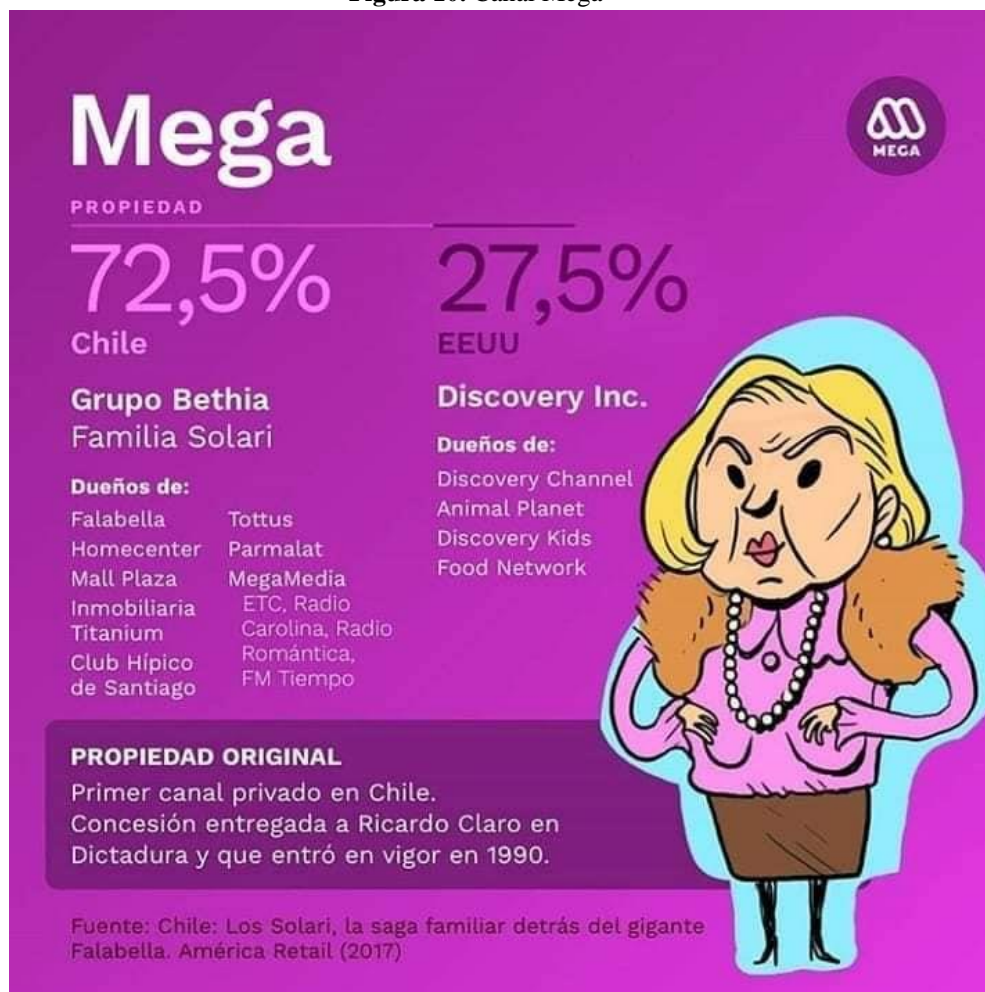 Figura 10. Canal Mega
Mega
MEGA
PROPIEDAD
72,5%
Chile
Grupo Bethia
Familia Solari
Dueños de:
Falabella
Homecenter
Mall Plaza
Inmobiliaria
Titanium
Club Hípico
de Santiago
Tottus
Parmalat
MegaMedia
ETC, Radio
Carolina, Radio
Romántica,
FM Tiempo
27,5%
EEUU
Discovery Inc.
Dueños de:
Discovery Channel
Animal Planet
Discovery Kids
Food Network
PROPIEDAD ORIGINAL
Primer canal privado en Chile.
Concesión entregada a Ricardo Claro en
Dictadura y que entró en vigor en 1990.
Fuente: Chile: Los Solari, la saga familiar detrás del gigante
Falabella. América Retail (2017)